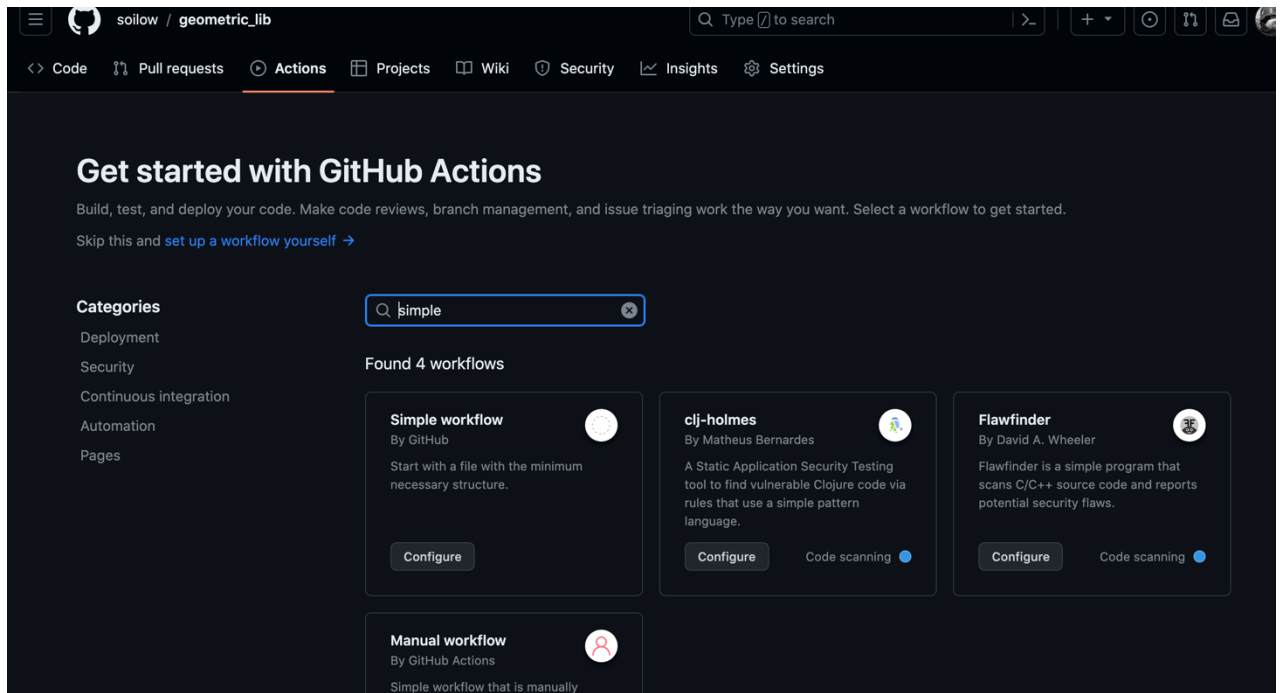 soilow / geometric_lib
Type / to search
Code Pull requests Actions Projects Wiki Security Insights Settings
Get started with GitHub Actions
Build, test, and deploy your code. Make code reviews, branch management, and issue triaging work the way you want. Select a workflow to get started.
Skip this and set up a workflow yourself →
Categories
Deployment
Security
Continuous integration
Automation
Pages
simple
Found 4 workflows
Simple workflow
By GitHub
Start with a file with the minimum
necessary structure.
Configure
clj-holmes
By Matheus Bernardes
A Static Application Security Testing
tool to find vulnerable Clojure code via
rules that use a simple pattern
language.
Configure Code scanning
Flawfinder
By David A. Wheeler
Flawfinder is a simple program that
scans C/C++ source code and reports
potential security flaws.
Configure Code scanning
Manual workflow
By GitHub Actions
Simple workflow that is manually